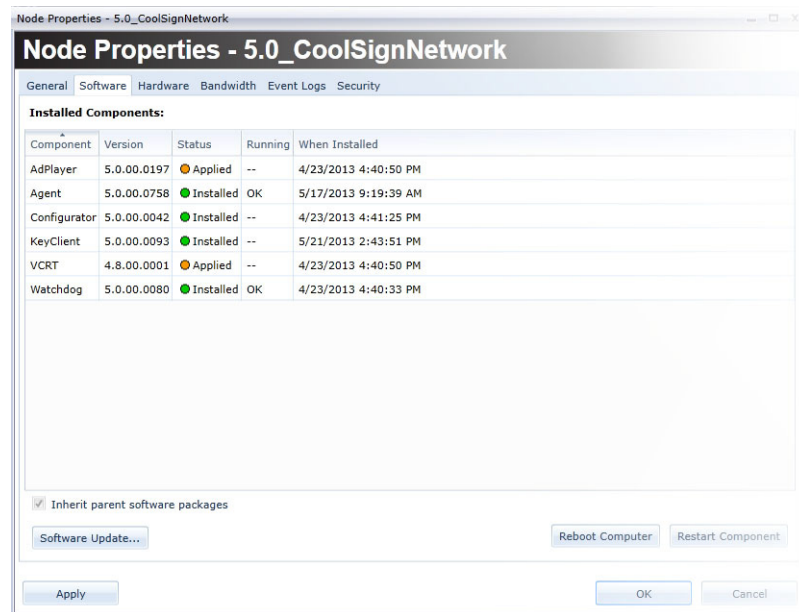 Node Properties - 5.0_CoolSignNetwork
Node Properties - 5.0_CoolSignNetwork
General Software Hardware Bandwidth Event Logs Security
Installed Components:
Component Version Status Running When Installed
AdPlayer 5.0.00.0197 Applied -- 4/23/2013 4:40:50 PM
Agent 5.0.00.0758 Installed OK 5/17/2013 9:19:39 AM
Configurator 5.0.00.0042 Installed -- 4/23/2013 4:41:25 PM
KeyClient 5.0.00.0093 Installed -- 5/21/2013 2:43:51 PM
VCRT 4.8.00.0001 Applied -- 4/23/2013 4:40:50 PM
Watchdog 5.0.00.0080 Installed OK 4/23/2013 4:40:33 PM
Inherit parent software packages
Software Update... Reboot Computer Restart Component
Apply OK Cancel